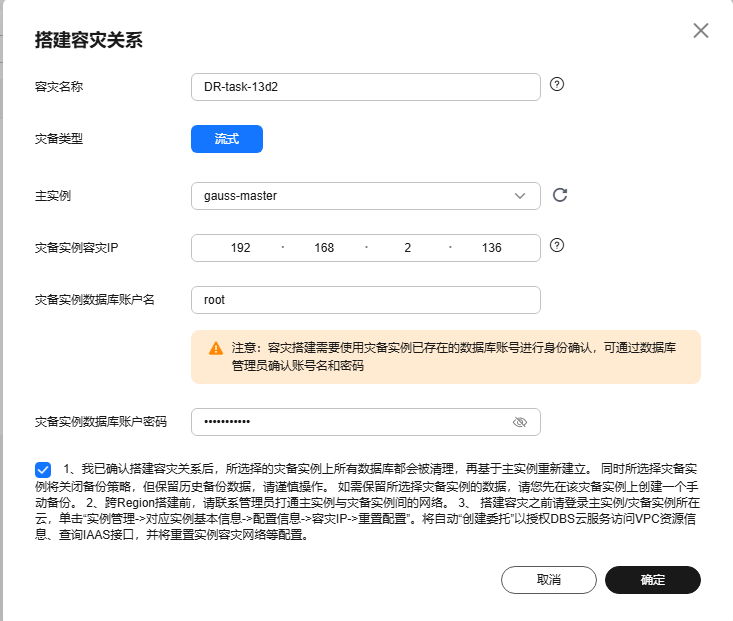 搭建容灾关系
容灾名称 DR-task-13d2
灾备类型 流式
主实例 gauss-master
灾备实例容灾IP 192 · 168 · 2 · 136
灾备实例数据库账户名 root
注意：容灾搭建需要使用灾备实例已存在的数据库账号进行身份确认，可通过数据库
管理员确认账号名和密码
灾备实例数据库账户密码 •••••••••••
1、我已确认搭建容灾关系后，所选择的灾备实例上所有数据库都会被清理，再基于主实例重新建立。 同时所选择灾备实
例将关闭备份策略，但保留历史备份数据，请谨慎操作。 如需保留所选择灾备实例的数据，请您先在该灾备实例上创建一个手
动备份。 2、跨Region搭建前，请联系管理员打通主实例与灾备实例间的网络。 3、 搭建容灾之前请登录主实例/灾备实例所在
云，单击“实例管理->对应实例基本信息->配置信息->容灾IP->重置配置”。将自动“创建委托”以授权DBS云服务访问VPC资源信
息、查询IAAS接口，并将重置实例容灾网络等配置。
取消 确定